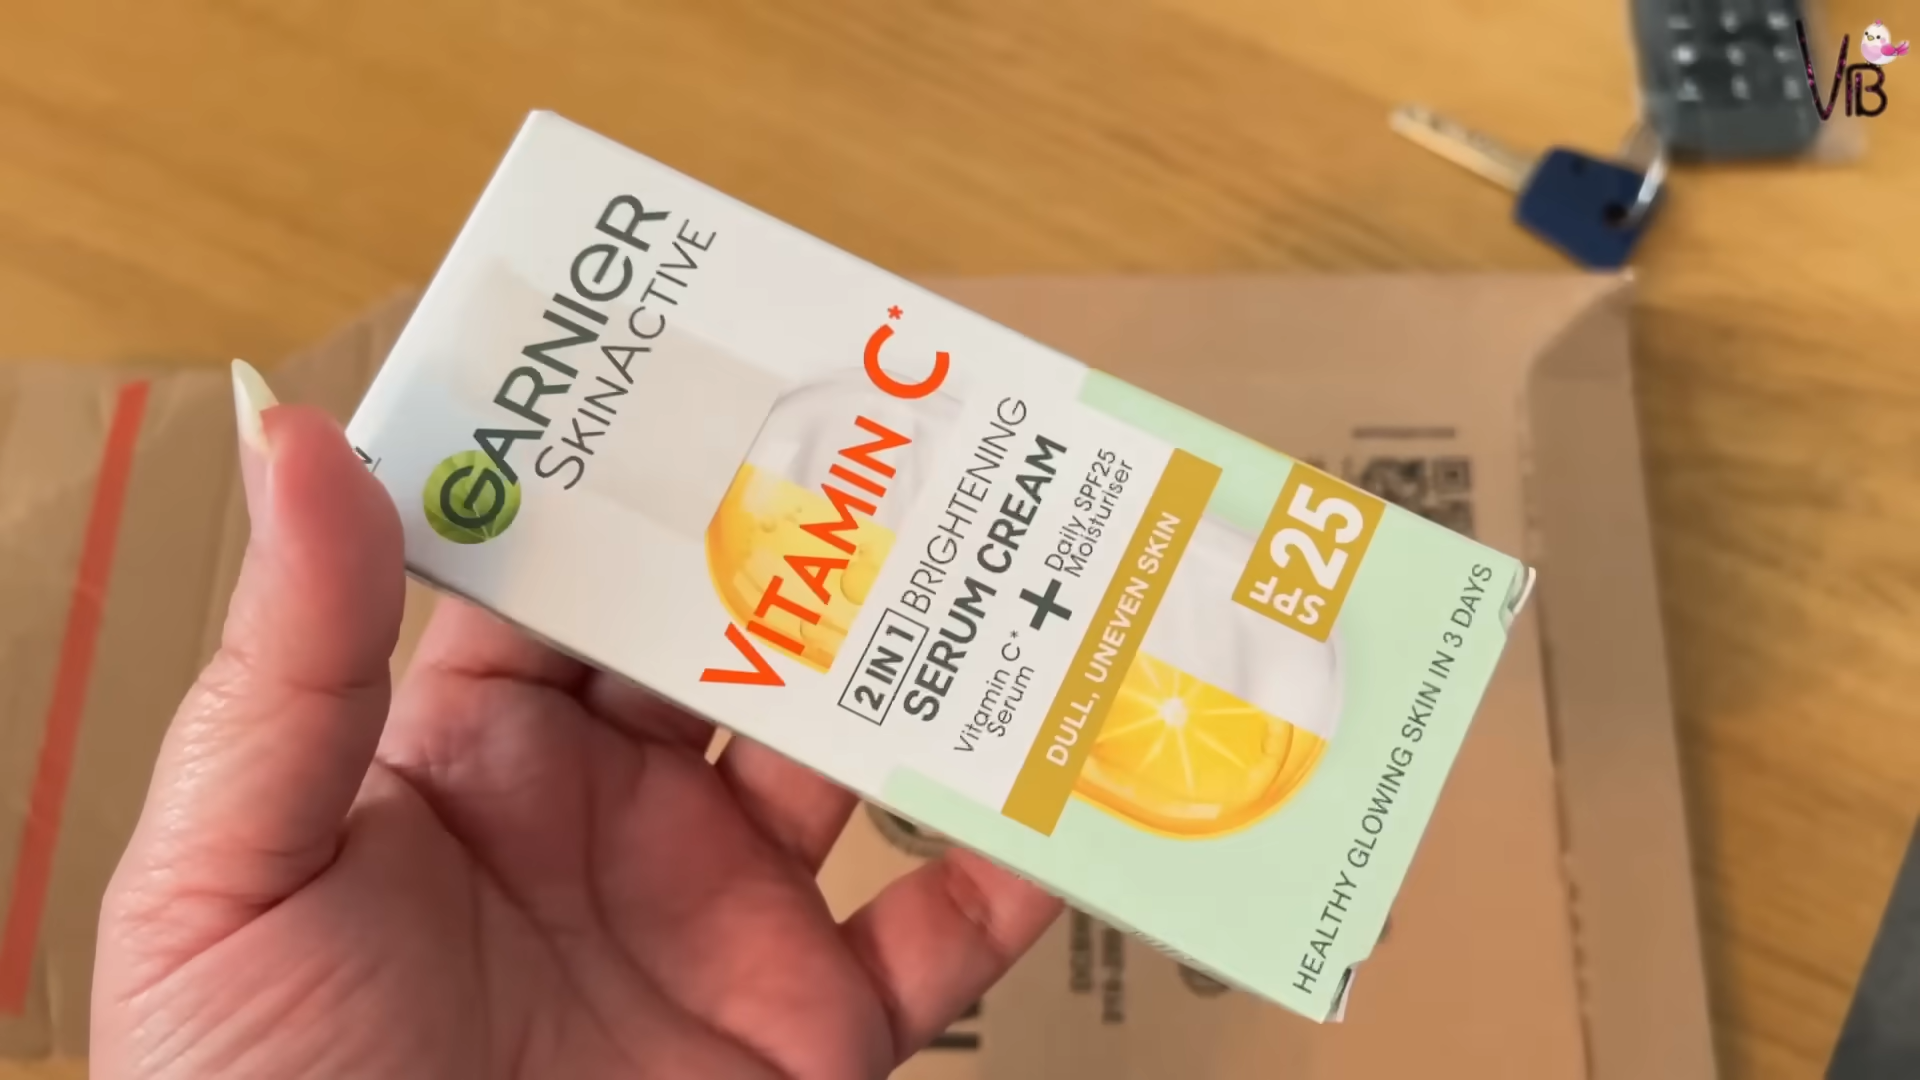 GARNIER
SKINACTIVE
VITAMIN C*
2 IN 1 BRIGHTENING
SERUM CREAM
Vitamin C*
Serum
+
Daily SPF25
Moisturiser
DULL, UNEVEN SKIN
SPF 25
HEALTHY GLOWING SKIN IN 3 DAYS
VB